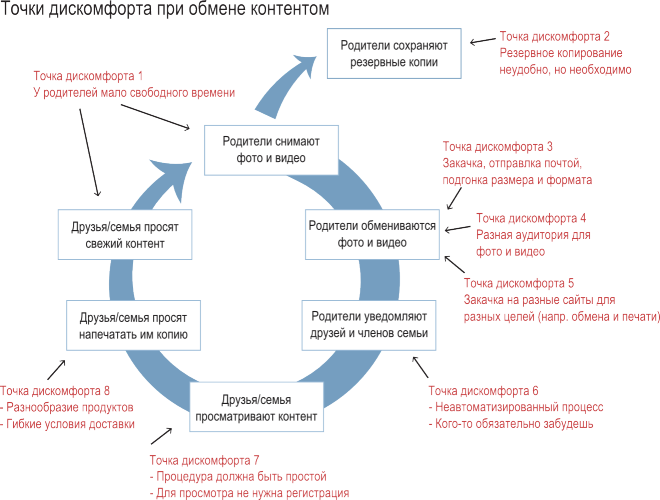 Точки дискомфорта при обмене контентом
Родители сохраняют
резервные копии
Точка дискомфорта 2
Резервное копирование
неудобно, но необходимо
Точка дискомфорта 1
У родителей мало свободного времени
Родители снимают
фото и видео
Точка дискомфорта 3
Закачка, отправлка почтой,
подгонка размера и формата
Друзья/семья просят
свежий контент
Родители обмениваются
фото и видео
Точка дискомфорта 4
Разная аудитория для
фото и видео
Точка дискомфорта 5
Закачка на разные сайты для
разных целей (напр. обмена и печати)
Друзья/семья просят
напечатать им копию
Родители уведомляют
друзей и членов семьи
Точка дискомфорта 8
- Разнообразие продуктов
- Гибкие условия доставки
Друзья/семья
просматривают контент
Точка дискомфорта 6
- Неавтоматизированный процесс
- Кого-то обязательно забудешь
Точка дискомфорта 7
- Процедура должна быть простой
- Для просмотра не нужна регистрация